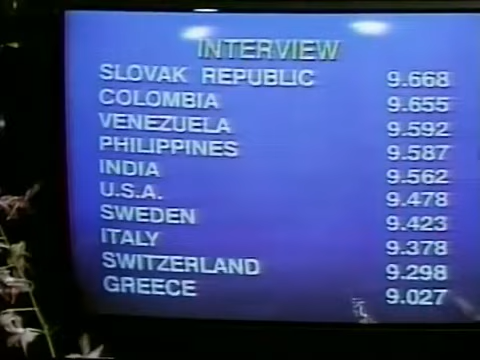 INTERVIEW
SLOVAK REPUBLIC 9.668
COLOMBIA 9.655
VENEZUELA 9.592
PHILIPPINES 9.587
INDIA 9.562
U.S.A. 9.478
SWEDEN 9.423
ITALY 9.378
SWITZERLAND 9.298
GREECE 9.027